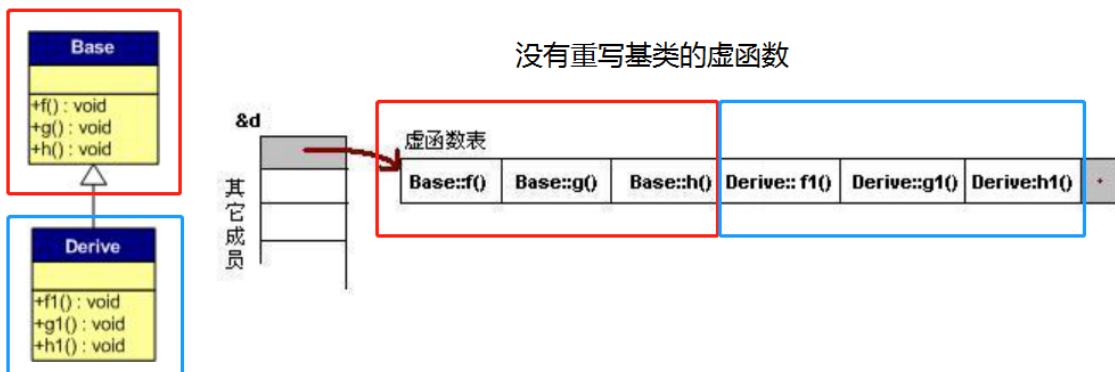 没有重写基类的虚函数
Base
+f() : void
+g() : void
+h() : void
Derive
+f1() : void
+g1() : void
+h1() : void
&d
其它成员
虚函数表
Base::f() Base::g() Base::h() Derive:: f1() Derive::g1() Derive:h1()